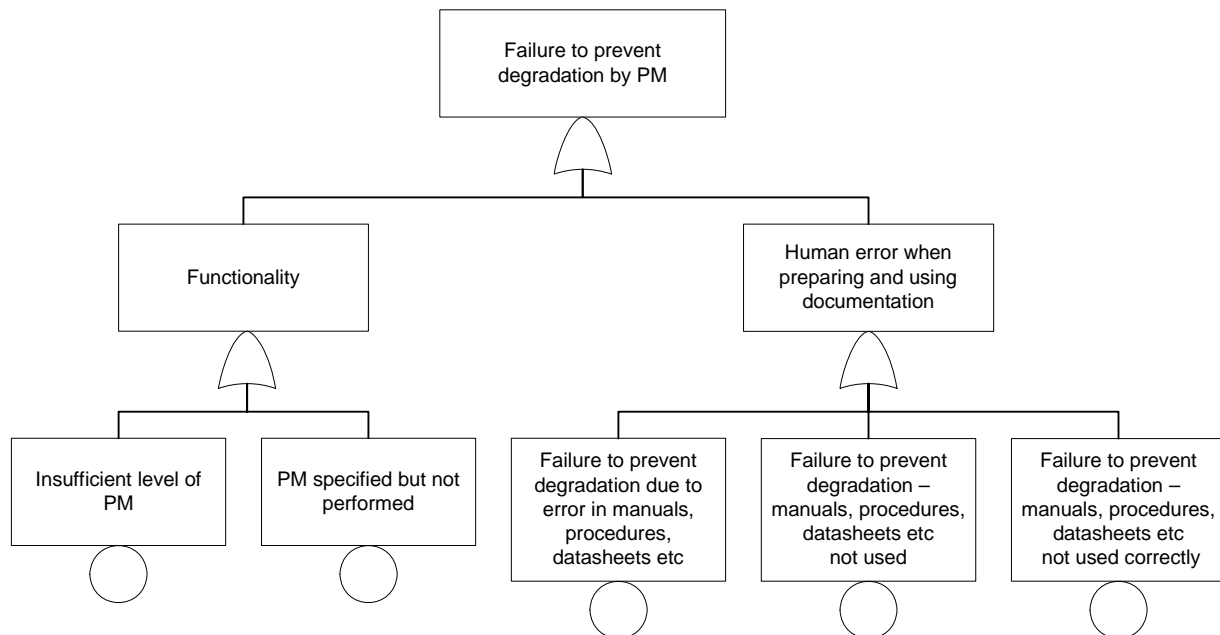 Failure to prevent
degradation by PM
Functionality
Human error when
preparing and using
documentation
Insufficient level of
PM
PM specified but not
performed
Failure to prevent
degradation due to
error in manuals,
procedures,
datasheets etc
Failure to prevent
degradation –
manuals, procedures,
datasheets etc
not used
Failure to prevent
degradation –
manuals, procedures,
datasheets etc
not used correctly